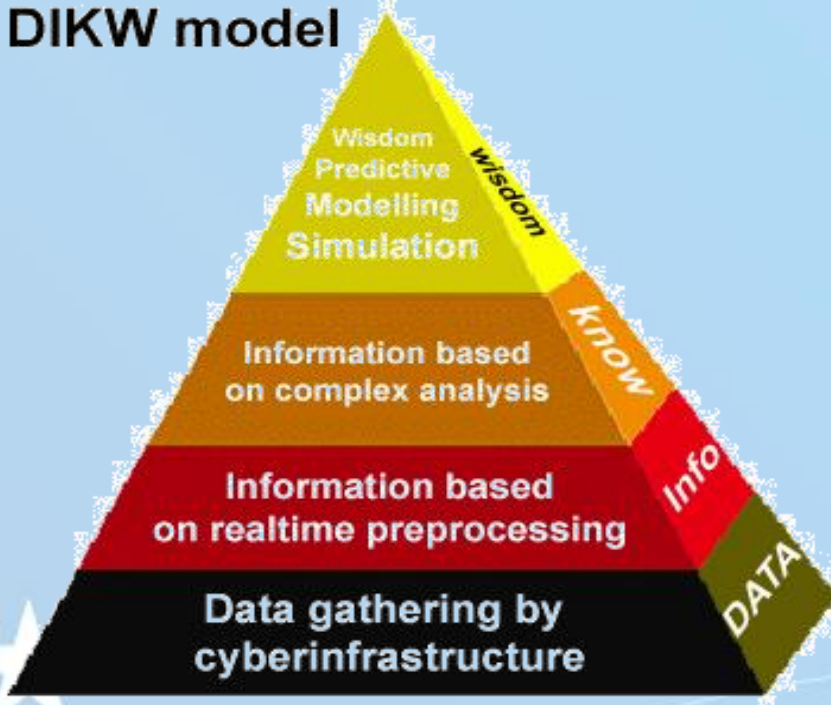 DIKW model
Wisdom
Predictive
Modelling
Simulation
wisdom
Information based
on complex analysis
know
Information based
on realtime preprocessing
Info
Data gathering by
cyberinfrastructure
DATA